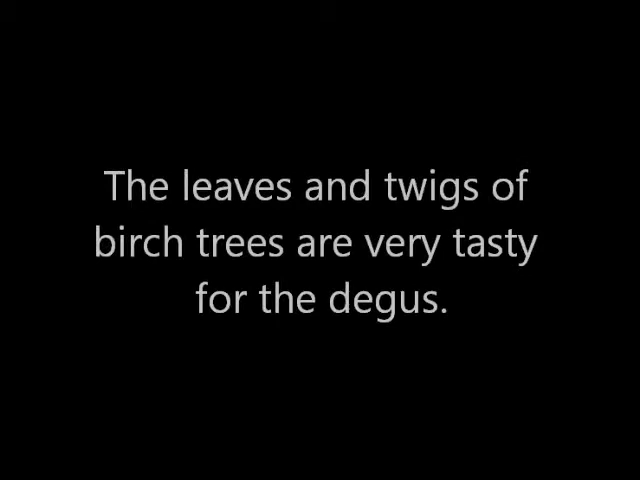 The leaves and twigs of
birch trees are very tasty
for the degus.